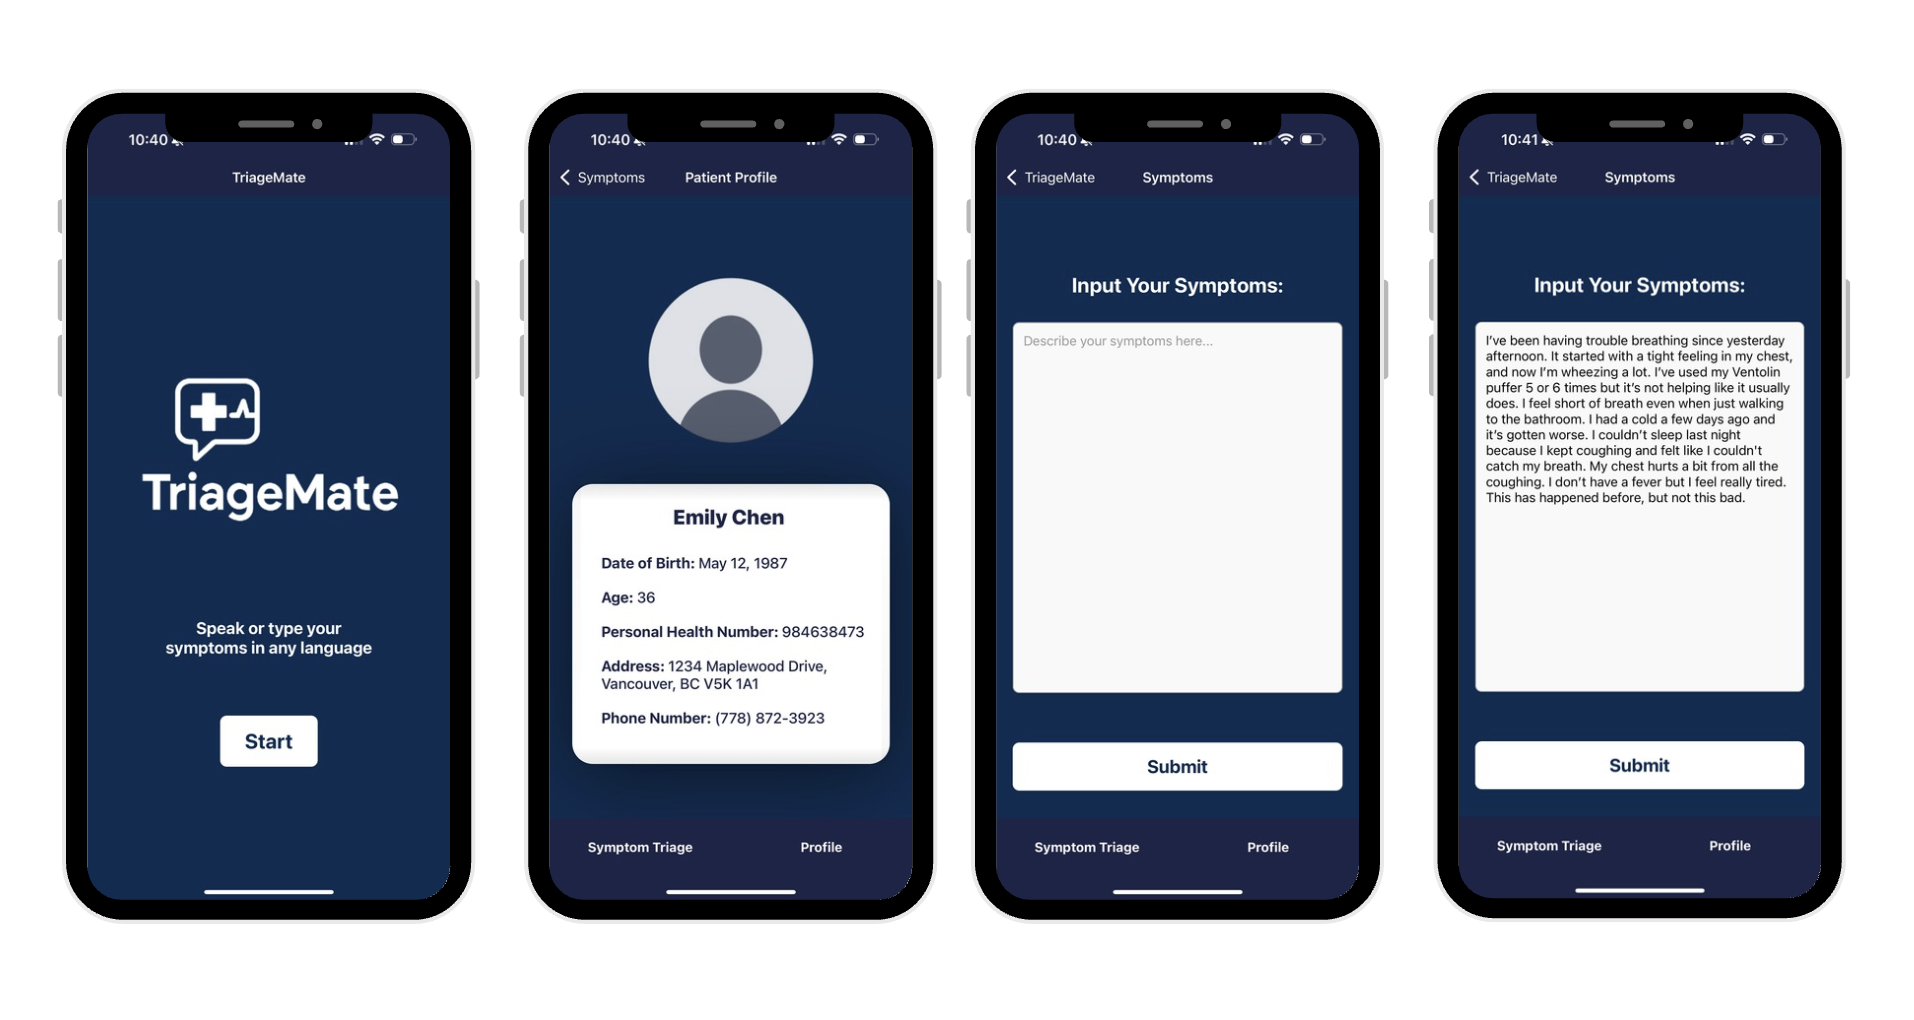 10:40
TriageMate
TriageMate
Speak or type your
symptoms in any language
Start
10:40
Symptoms
Patient Profile
Emily Chen
Date of Birth: May 12, 1987
Age: 36
Personal Health Number: 984638473
Address: 1234 Maplewood Drive,
Vancouver, BC V5K 1A1
Phone Number: (778) 872-3923
Symptom Triage
Profile
10:40
TriageMate
Symptoms
Input Your Symptoms:
Describe your symptoms here...
Submit
Symptom Triage
Profile
10:41
TriageMate
Symptoms
Input Your Symptoms:
I've been having trouble breathing since yesterday
afternoon. It started with a tight feeling in my chest,
and now I'm wheezing a lot. I've used my Ventolin
puffer 5 or 6 times but it's not helping like it usually
does. I feel short of breath even when just walking
to the bathroom. I had a cold a few days ago and
it's gotten worse. I couldn't sleep last night
because I kept coughing and felt like I couldn't
catch my breath. My chest hurts a bit from all the
coughing. I don't have a fever but I feel really tired.
This has happened before, but not this bad.
Submit
Symptom Triage
Profile